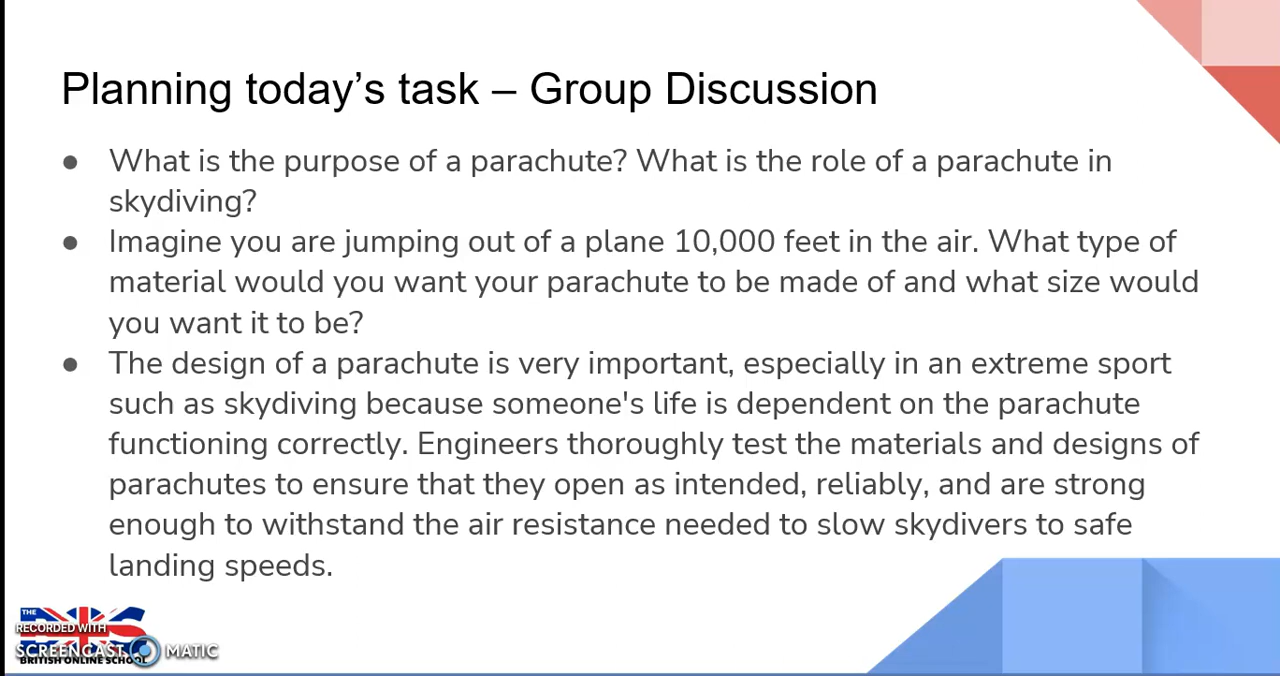 Planning today’s task – Group Discussion
● What is the purpose of a parachute? What is the role of a parachute in
skydiving?
● Imagine you are jumping out of a plane 10,000 feet in the air. What type of
material would you want your parachute to be made of and what size would
you want it to be?
● The design of a parachute is very important, especially in an extreme sport
such as skydiving because someone's life is dependent on the parachute
functioning correctly. Engineers thoroughly test the materials and designs of
parachutes to ensure that they open as intended, reliably, and are strong
enough to withstand the air resistance needed to slow skydivers to safe
landing speeds.
THE
RECORDED WITH
SCREENCAST MATIC
BRITISH ONLINE SCHOOL